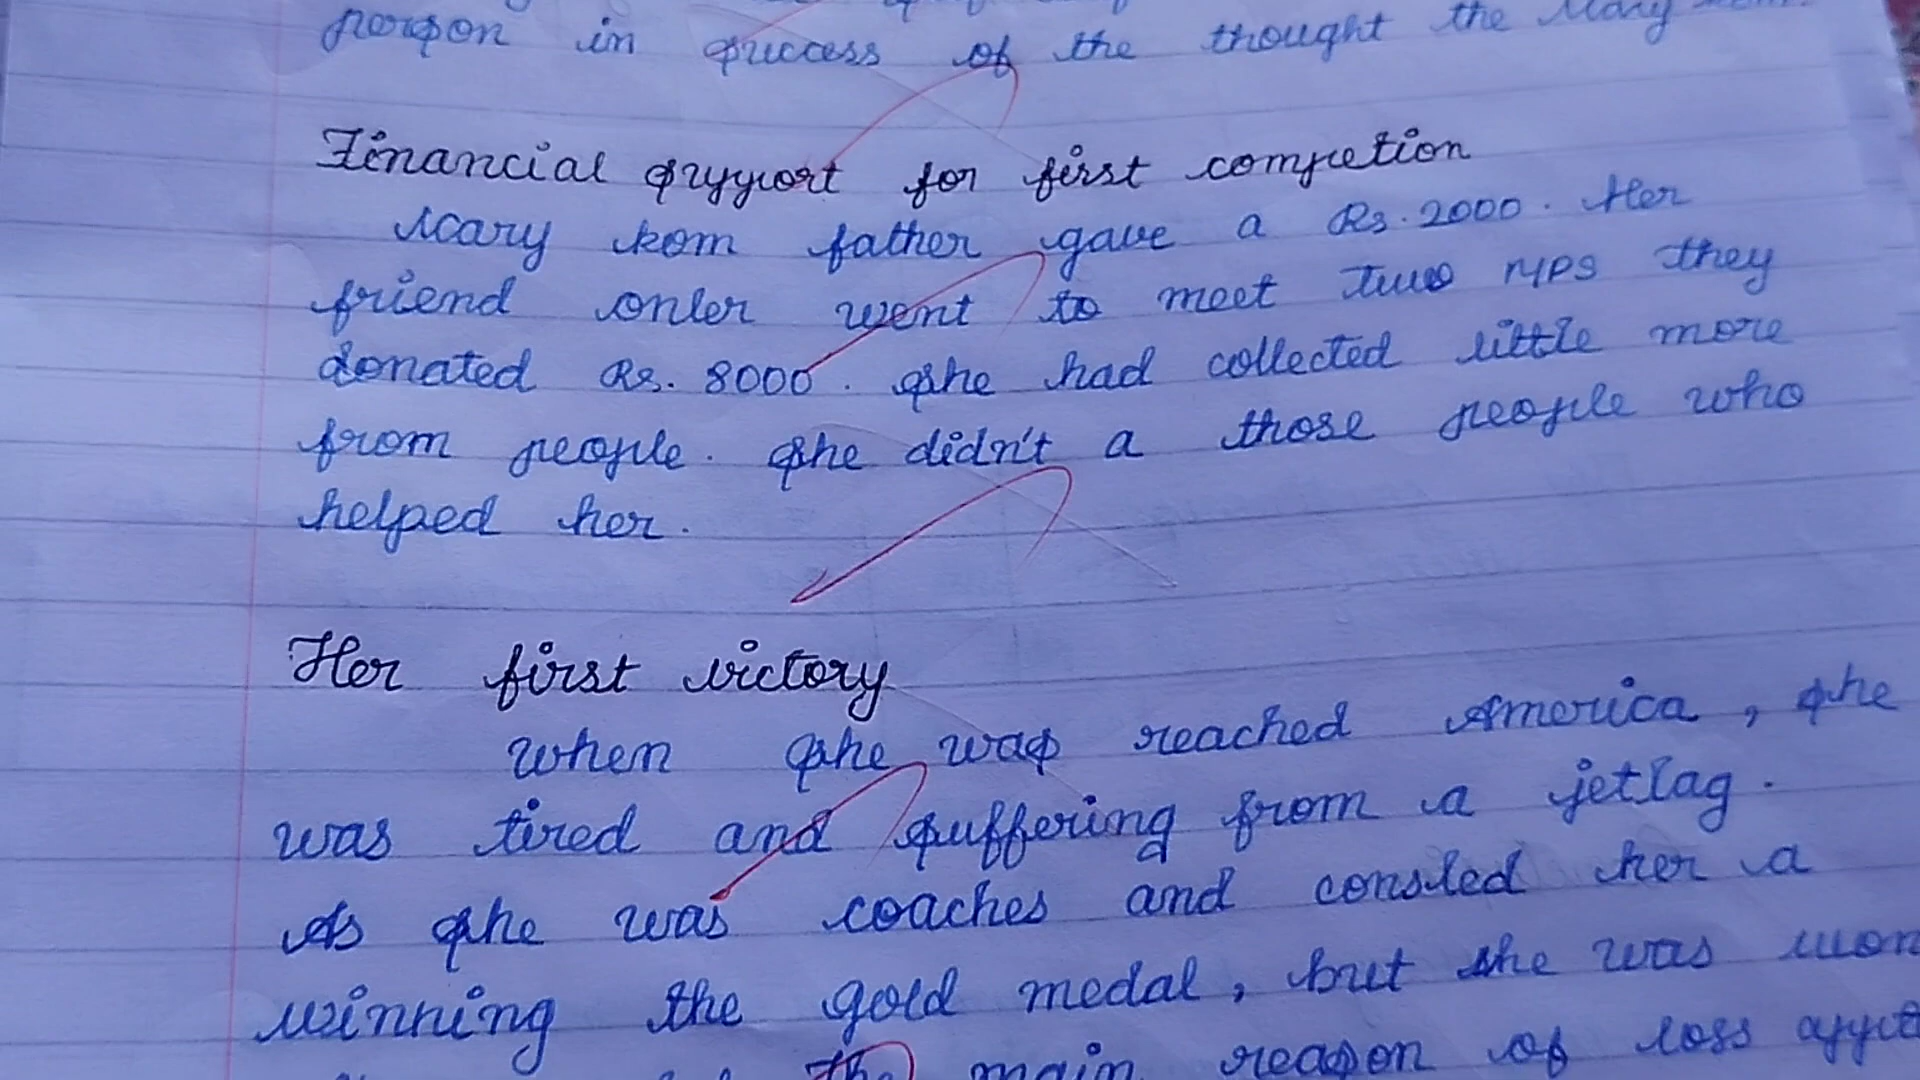 person in success of the thought the Mary
Financial support for first competion
Mary kom father gave a Rs. 2000. Her
friend onler went to meet Two MPS they
donated Rs. 8000. She had collected little more
from people. She didn't a those people who
helped her.
Her first victory
when she was reached America, she
was tired and suffering from a jetlag.
As she was coaches and consled her a
winning the gold medal, but she was won
the main reason of loss